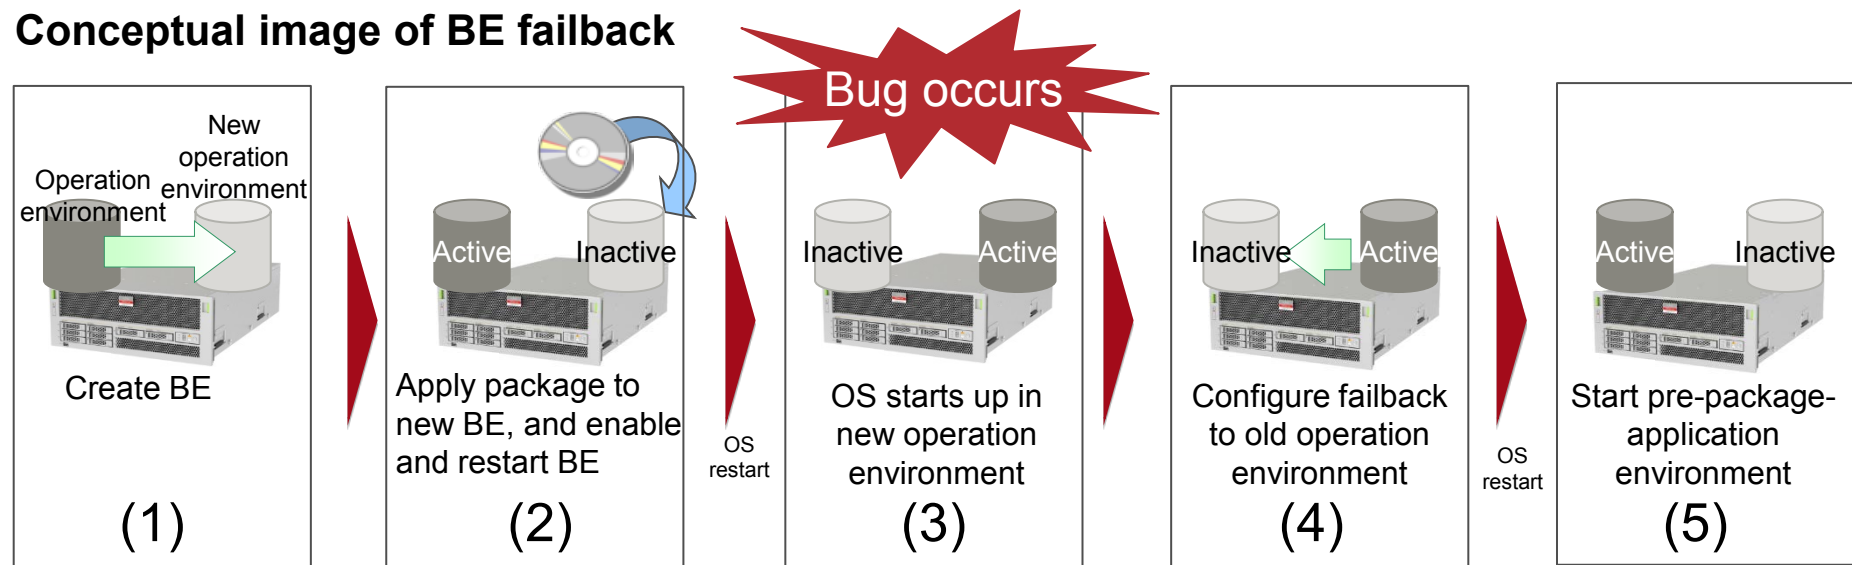 Conceptual image of BE failback
Bug occurs
Operation
environment
New
operation
environment
Create BE
(1)
Active
Inactive
Apply package to
new BE, and enable
and restart BE
(2)
OS
restart
Inactive
Active
OS starts up in
new operation
environment
(3)
Inactive
Active
Configure failback
to old operation
environment
(4)
OS
restart
Active
Inactive
Start pre-package-
application
environment
(5)